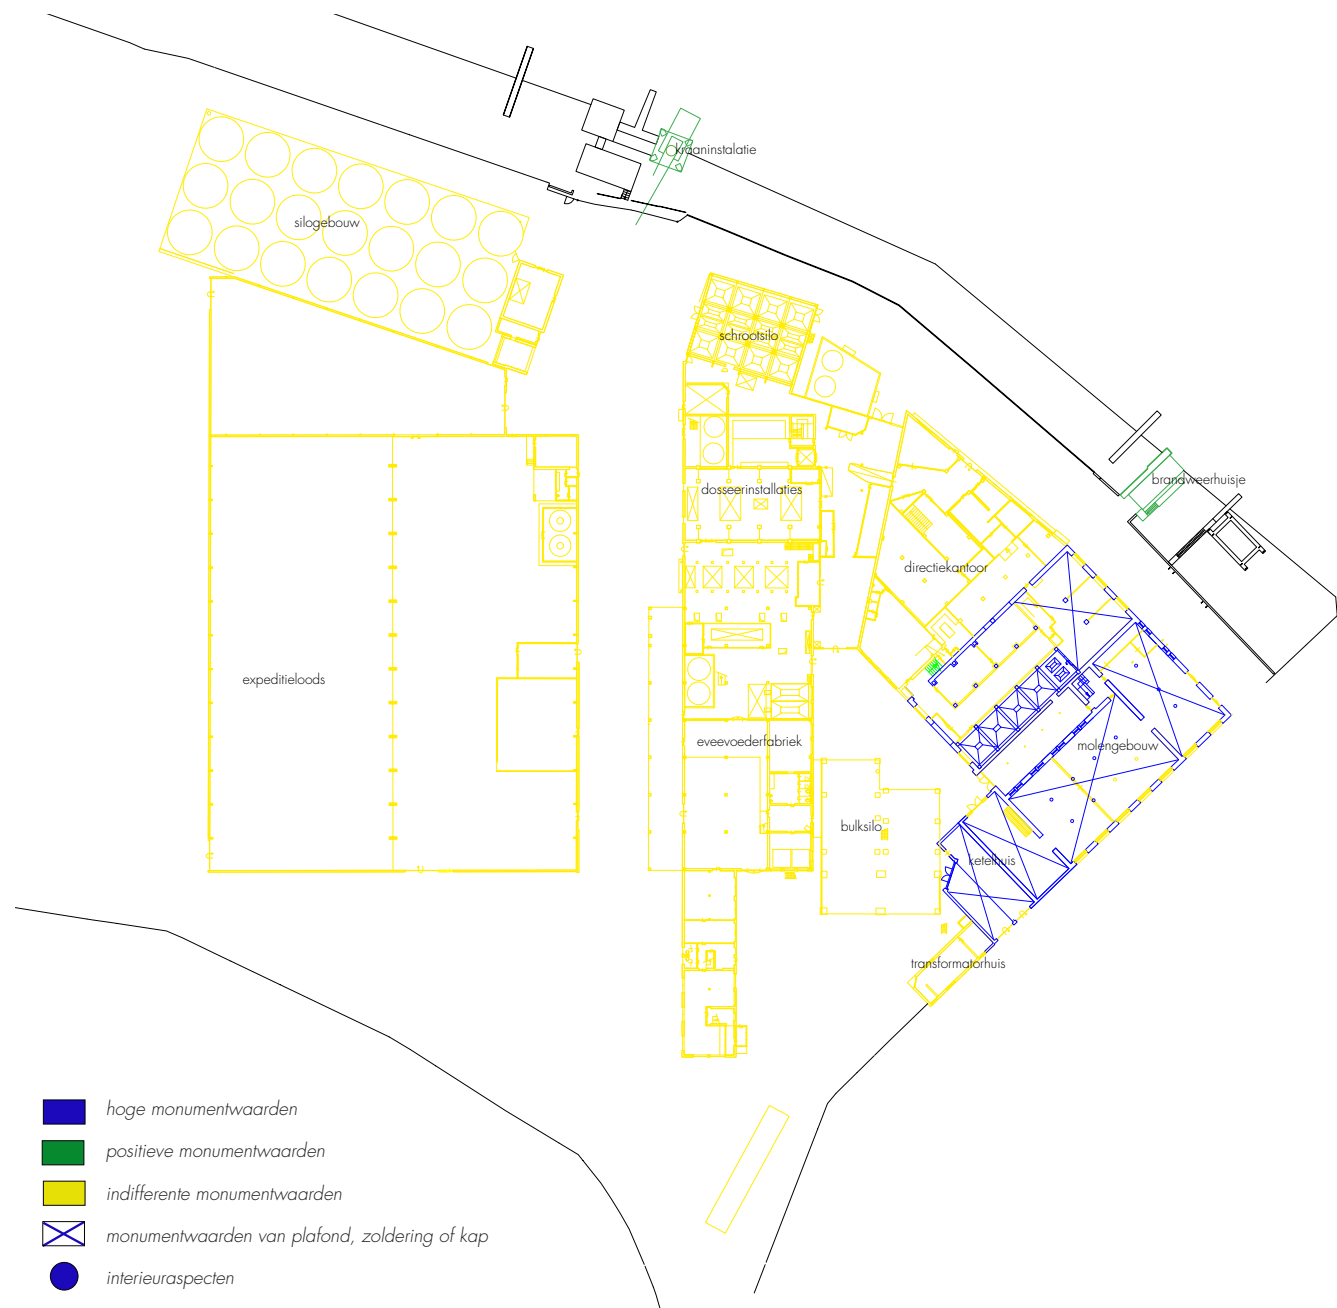 kraaninstalatie
silogebouw
schrootsilo
brandweerhuisje
dosseerinstallaties
directiekantoor
expeditieloods
eveevoederfabriek
molengebouw
bulksilo
ketelhuis
transformatorhuis
hoge monumentwaarden
positieve monumentwaarden
indifferente monumentwaarden
monumentwaarden van plafond, zoldering of kap
interieuraspecten